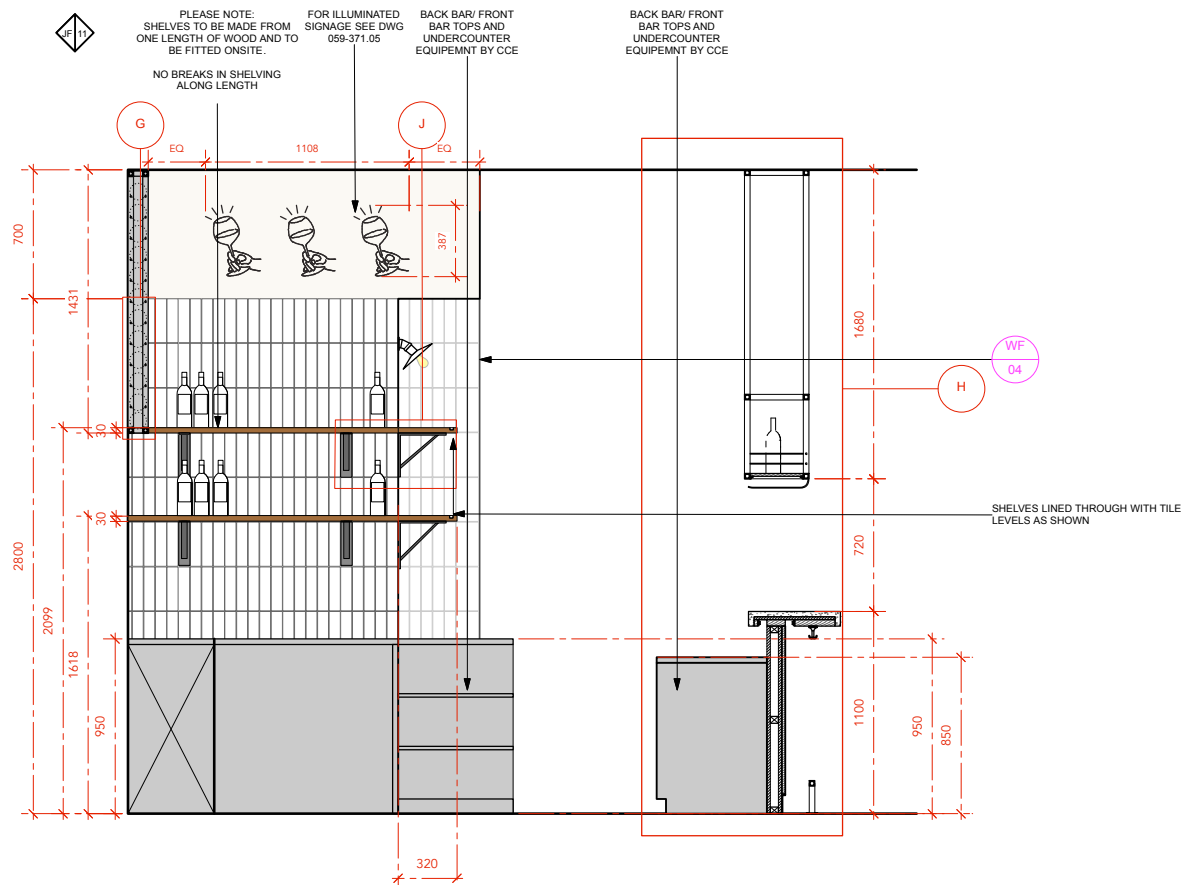 JF 11
PLEASE NOTE:
SHELVES TO BE MADE FROM
ONE LENGTH OF WOOD AND TO
BE FITTED ONSITE.
NO BREAKS IN SHELVING
ALONG LENGTH
FOR ILLUMINATED
SIGNAGE SEE DWG
059-371.05
BACK BAR/ FRONT
BAR TOPS AND
UNDERCOUNTER
EQUIPEMNT BY CCE
BACK BAR/ FRONT
BAR TOPS AND
UNDERCOUNTER
EQUIPEMNT BY CCE
G
J
EQ
1108
EQ
700
1431
387
1680
WF
04
H
30
30
SHELVES LINED THROUGH WITH TILE
LEVELS AS SHOWN
2800
2099
1618
950
720
1100
950
850
320